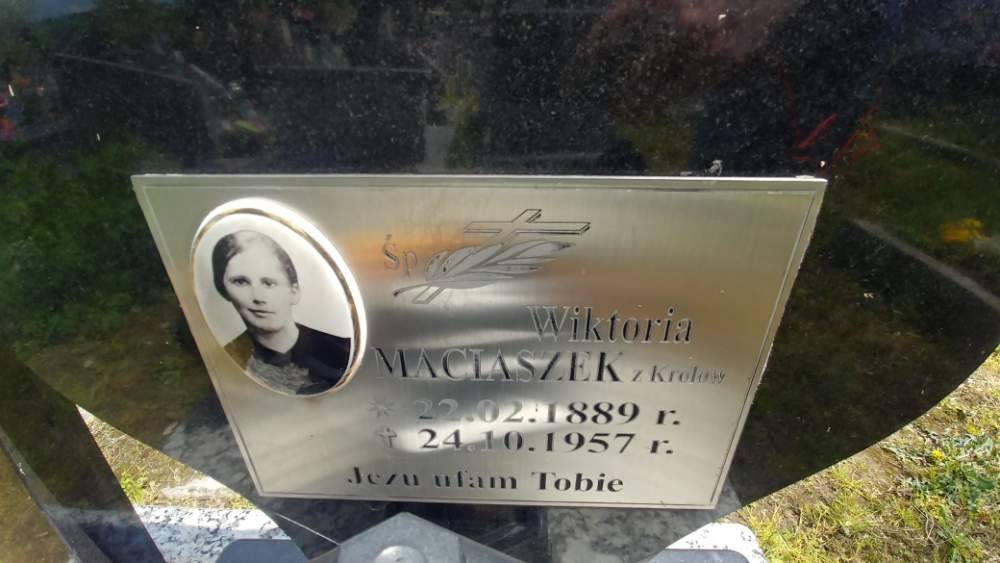 Śp
Wiktoria
MACIASZEK z Królów
* 22.02.1889 r.
✝ 24.10.1957 r.
Jezu ufam Tobie